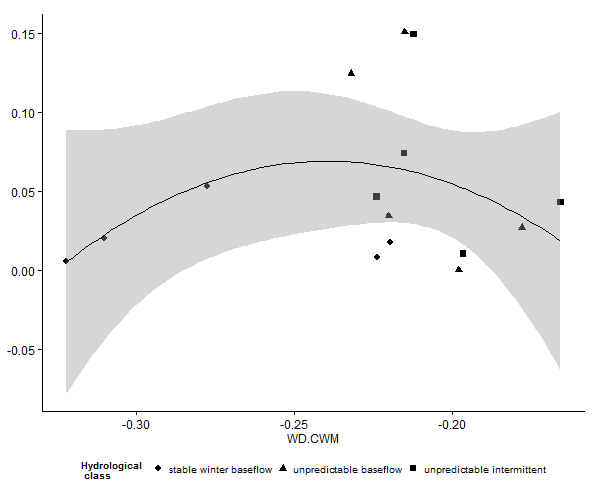 0.15
0.10
0.05
0.00
-0.05
-0.30 -0.25 -0.20
WD.CWM
Hydrological
class
stable winter baseflow unpredictable baseflow unpredictable intermittent